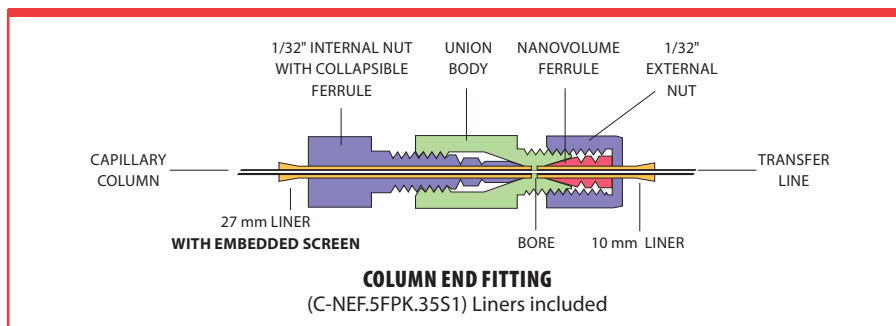 1/32" INTERNAL NUT
WITH COLLAPSIBLE
FERRULE
UNION
BODY
NANOVOLUME
FERRULE
1/32"
EXTERNAL
NUT
CAPILLARY
COLUMN
TRANSFER
LINE
27 mm LINER
WITH EMBEDDED SCREEN
BORE
10 mm LINER
COLUMN END FITTING
(C-NEF.5FPK.35S1) Liners included